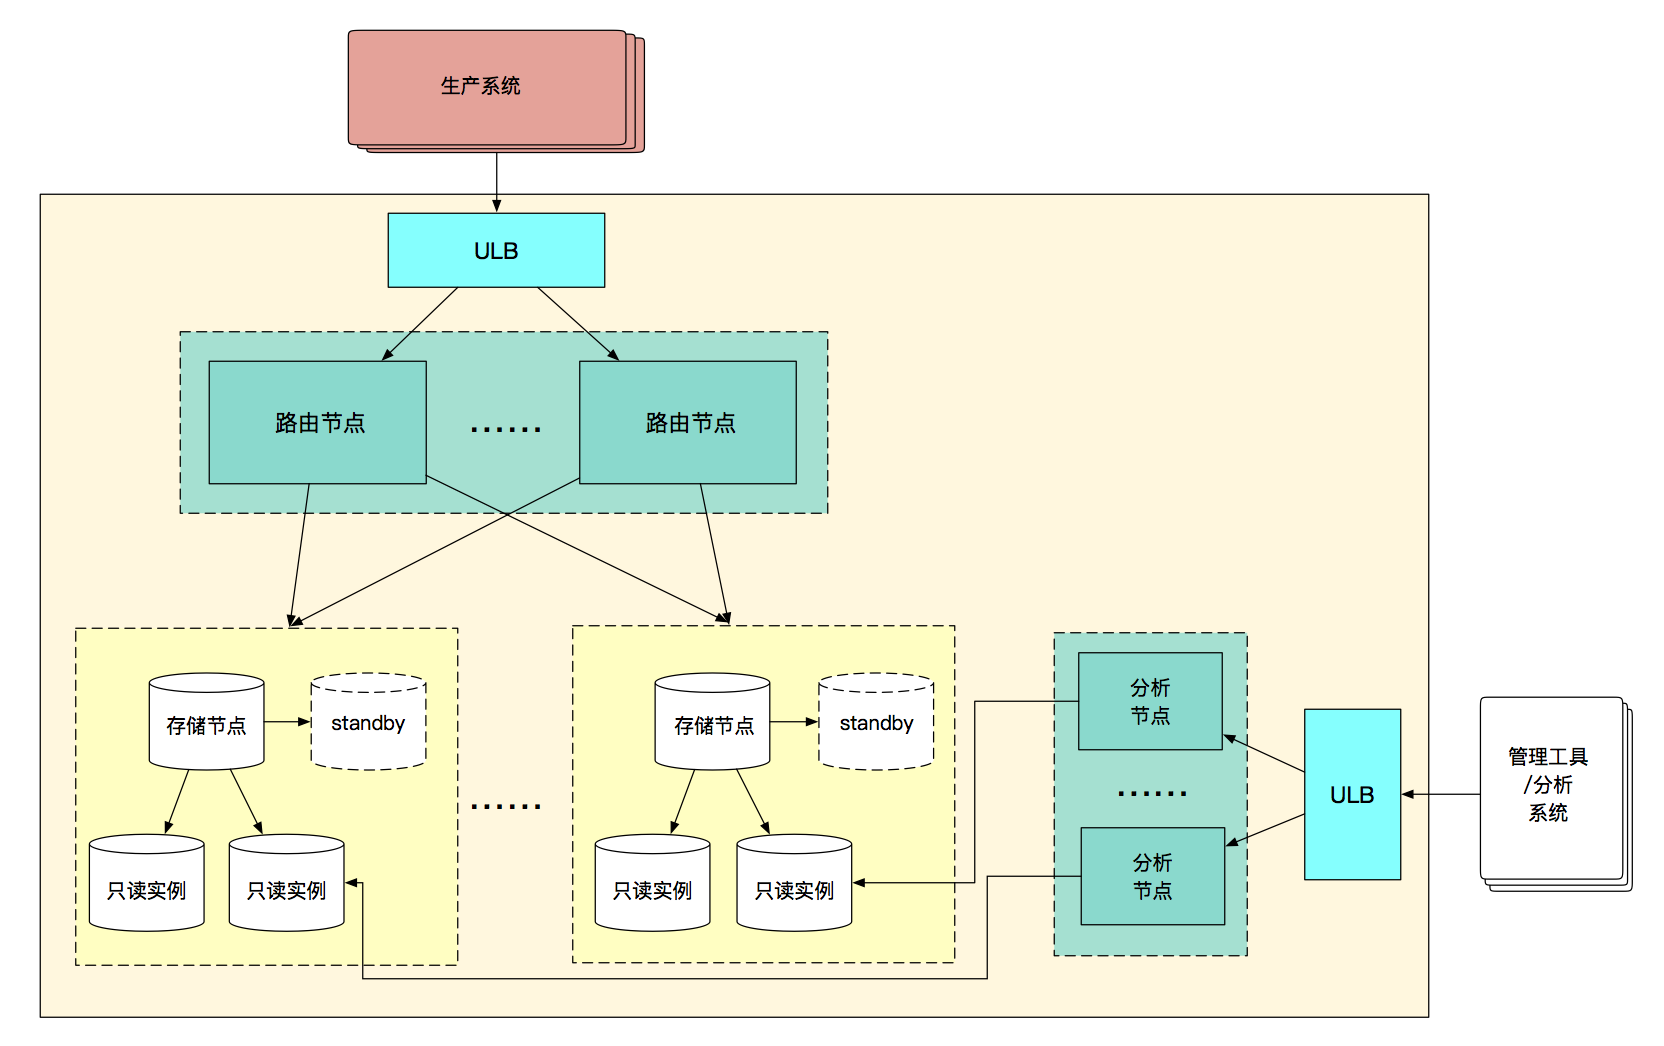 生产系统
ULB
路由节点
......
路由节点
存储节点
standby
只读实例
只读实例
......
存储节点
standby
只读实例
只读实例
分析
节点
......
分析
节点
ULB
管理工具
/分析
系统